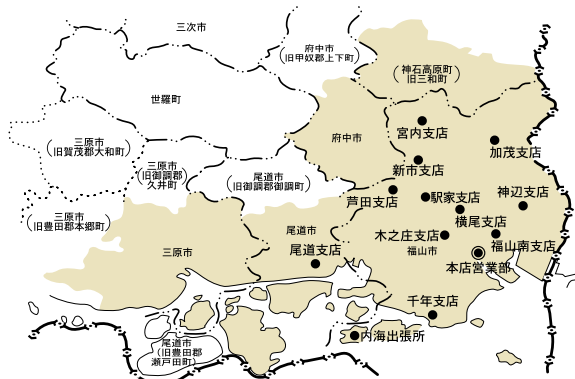 三次市
府中市
(旧甲奴郡上下町)
(神石高原町
旧三和町)
世羅町
宮内支店
府中市
三原市
(旧賀茂郡大和町)
加茂支店
三原市
(旧御調郡
久井町)
新市支店
尾道市
(旧御調郡御調町)
芦田支店
駅家支店
神辺支店
三原市
(旧豊田郡本郷町)
横尾支店
尾道市
木之庄支店
福山南支店
三原市
尾道支店
福山市
本店営業部
千年支店
内海出張所
尾道市
(旧豊田郡
瀬戸田町)